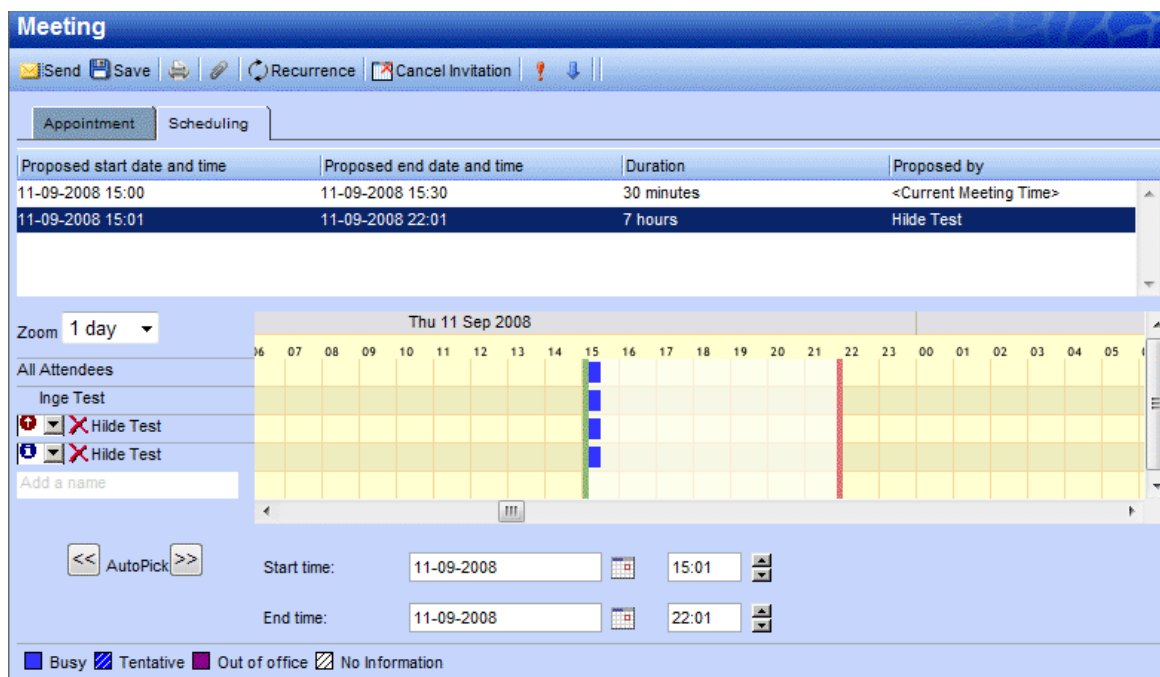 Meeting
Send Save Recurrence Cancel Invitation
Appointment Scheduling
Proposed start date and time Proposed end date and time Duration Proposed by
11-09-2008 15:00 11-09-2008 15:30 30 minutes <Current Meeting Time>
11-09-2008 15:01 11-09-2008 22:01 7 hours Hilde Test
Zoom 1 day
Thu 11 Sep 2008
06 07 08 09 10 11 12 13 14 15 16 17 18 19 20 21 22 23 00 01 02 03 04 05
All Attendees
Inge Test
Hilde Test
Hilde Test
Add a name
<< AutoPick >>
Start time: 11-09-2008 15:01
End time: 11-09-2008 22:01
Busy Tentative Out of office No Information